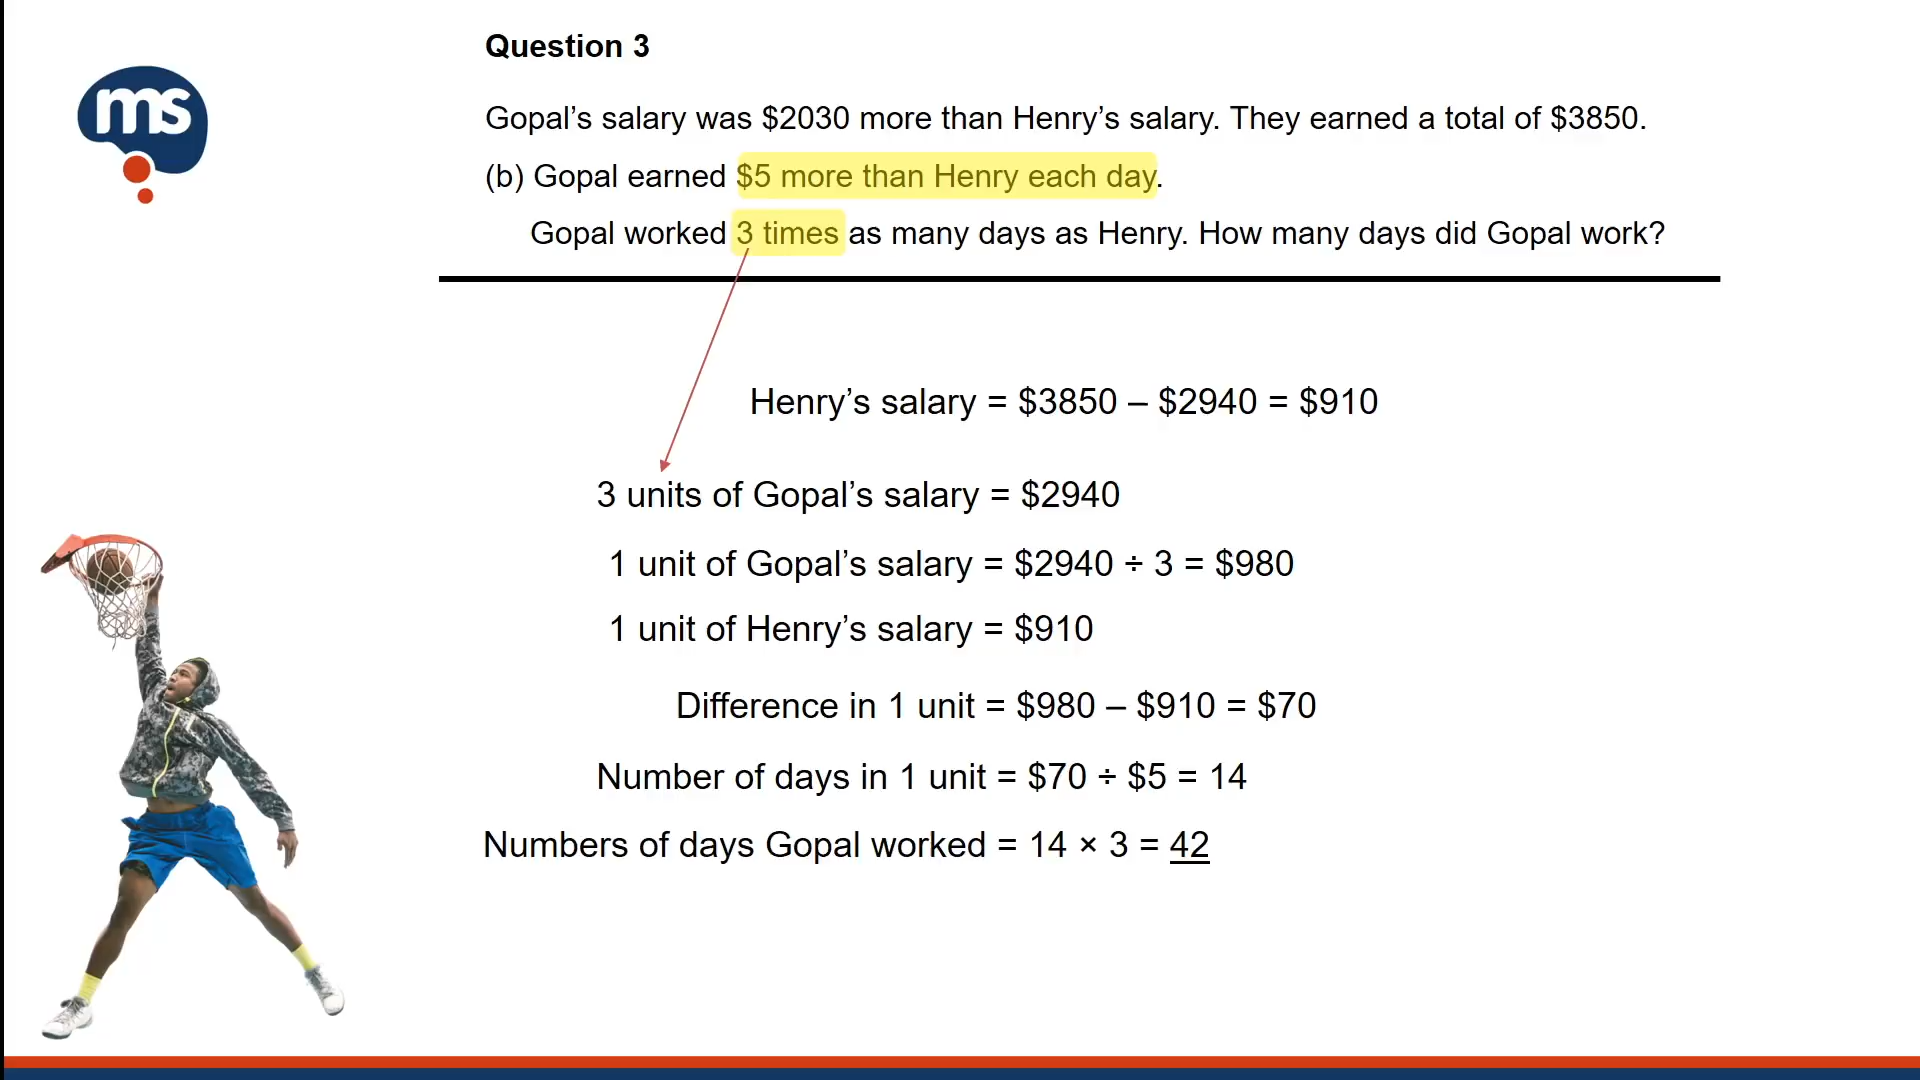 ms
Question 3
Gopal’s salary was $2030 more than Henry’s salary. They earned a total of $3850.
(b) Gopal earned $5 more than Henry each day.
Gopal worked 3 times as many days as Henry. How many days did Gopal work?
Henry’s salary = $3850 – $2940 = $910
3 units of Gopal’s salary = $2940
1 unit of Gopal’s salary = $2940 ÷ 3 = $980
1 unit of Henry’s salary = $910
Difference in 1 unit = $980 – $910 = $70
Number of days in 1 unit = $70 ÷ $5 = 14
Numbers of days Gopal worked = 14 × 3 = 42